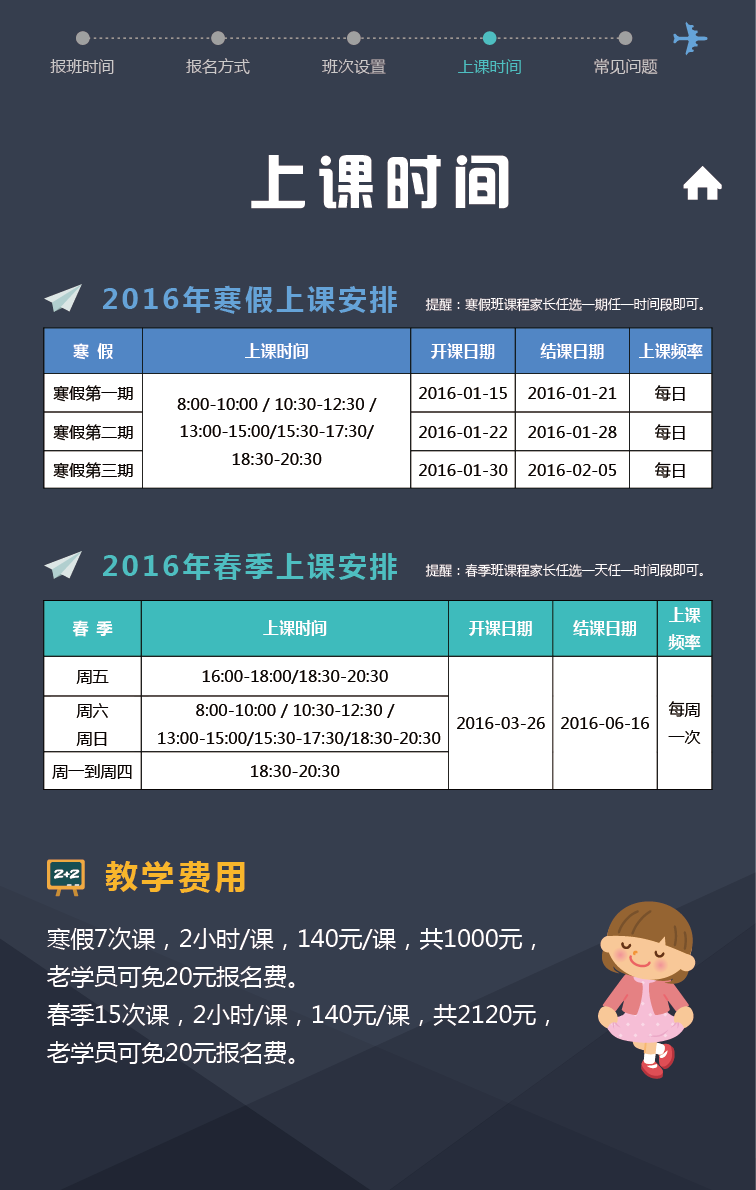 报班时间 报名方式 班次设置 上课时间 常见问题
上课时间
2016年寒假上课安排 提醒：寒假班课程家长任选一期任一时间段即可。
寒 假 上课时间 开课日期 结课日期 上课频率
寒假第一期 2016-01-15 2016-01-21 每日
8:00-10:00 / 10:30-12:30 /
寒假第二期 13:00-15:00/15:30-17:30/ 2016-01-22 2016-01-28 每日
18:30-20:30
寒假第三期 2016-01-30 2016-02-05 每日
2016年春季上课安排 提醒：春季班课程家长任选一天任一时间段即可。
春 季 上课时间 开课日期 结课日期 上课
频率
周五 16:00-18:00/18:30-20:30
周六 8:00-10:00 / 10:30-12:30 /
周日 13:00-15:00/15:30-17:30/18:30-20:30
2016-03-26 2016-06-16 每周
一次
周一到周四 18:30-20:30
2+2
教学费用
寒假7次课，2小时/课，140元/课，共1000元，
老学员可免20元报名费。
春季15次课，2小时/课，140元/课，共2120元，
老学员可免20元报名费。